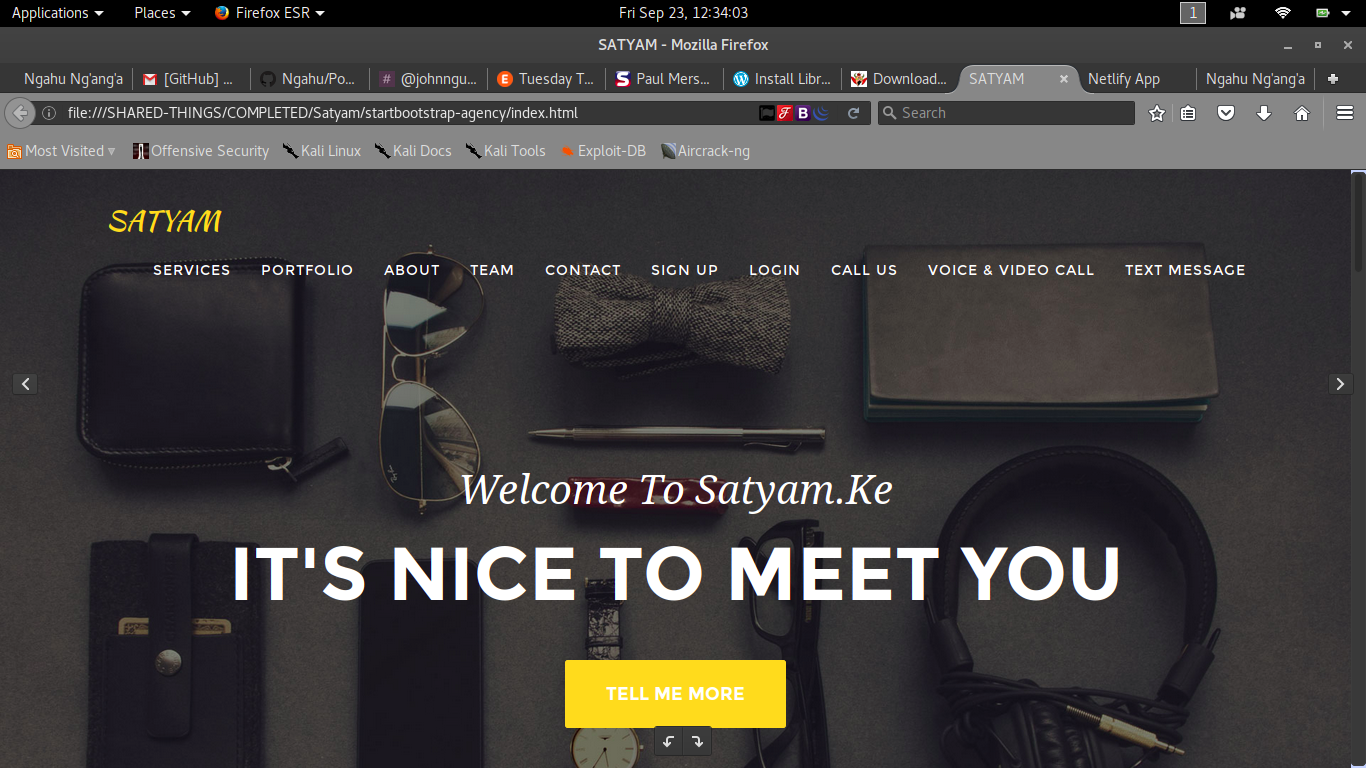 Applications Places Firefox ESR Fri Sep 23, 12:34:03 1
SATYAM - Mozilla Firefox
Ngahu Ng'ang'a [GitHub] ... Ngahu/Po... @johnngu... Tuesday T... Paul Mers... Install Libr... Download... SATYAM Netlify App Ngahu Ng'ang'a
file:///SHARED-THINGS/COMPLETED/Satyam/startbootstrap-agency/index.html Search
Most Visited Offensive Security Kali Linux Kali Docs Kali Tools Exploit-DB Aircrack-ng
SATYAM
SERVICES PORTFOLIO ABOUT TEAM CONTACT SIGN UP LOGIN CALL US VOICE & VIDEO CALL TEXT MESSAGE
Welcome To Satyam.Ke
IT'S NICE TO MEET YOU
TELL ME MORE